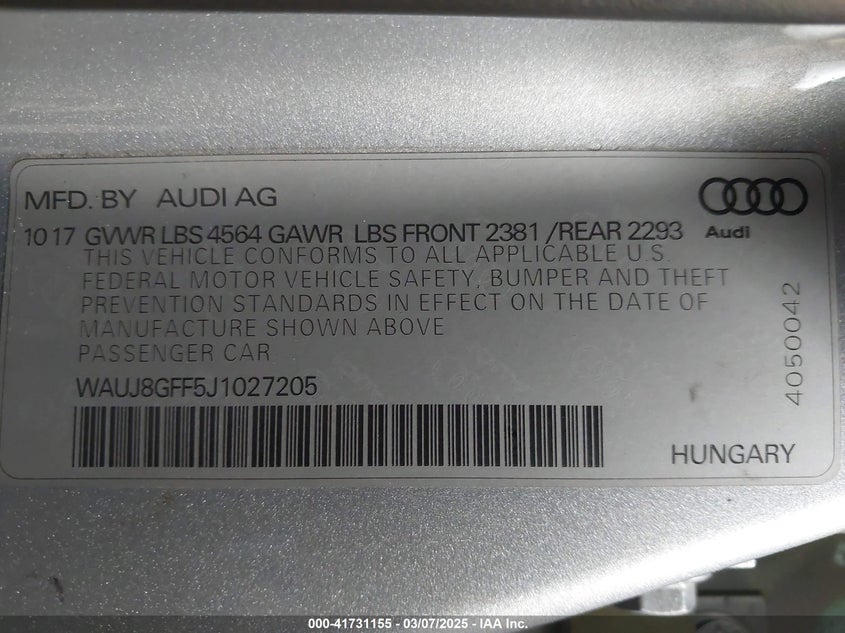 MFD. BY AUDI AG
10 17 GVWR LBS 4564 GAWR LBS FRONT 2381 /REAR 2293
Audi
THIS VEHICLE CONFORMS TO ALL APPLICABLE U.S.
FEDERAL MOTOR VEHICLE SAFETY, BUMPER AND THEFT
PREVENTION STANDARDS IN EFFECT ON THE DATE OF
MANUFACTURE SHOWN ABOVE
PASSENGER CAR
WAUJ8GFF5J1027205
4050042
HUNGARY
000-41731155 - 03/07/2025 - IAA Inc.